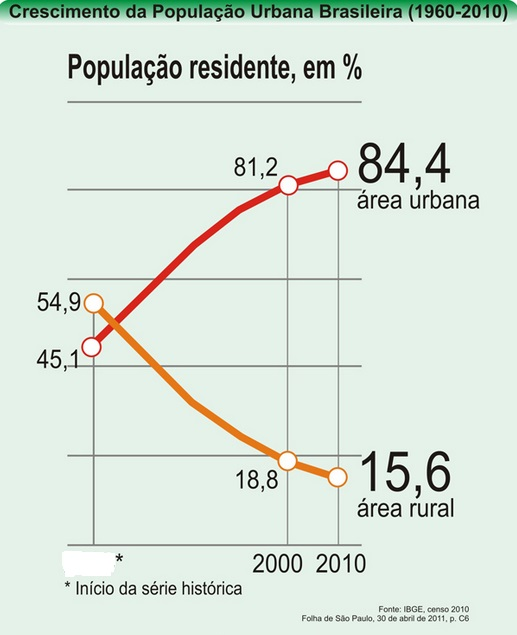 Crescimento da População Urbana Brasileira (1960-2010)
População residente, em %
81,2
84,4
área urbana
54,9
45,1
18,8
15,6
área rural
* 2000 2010
* Início da série histórica
Fonte: IBGE, censo 2010
Folha de São Paulo, 30 de abril de 2011, p. C6